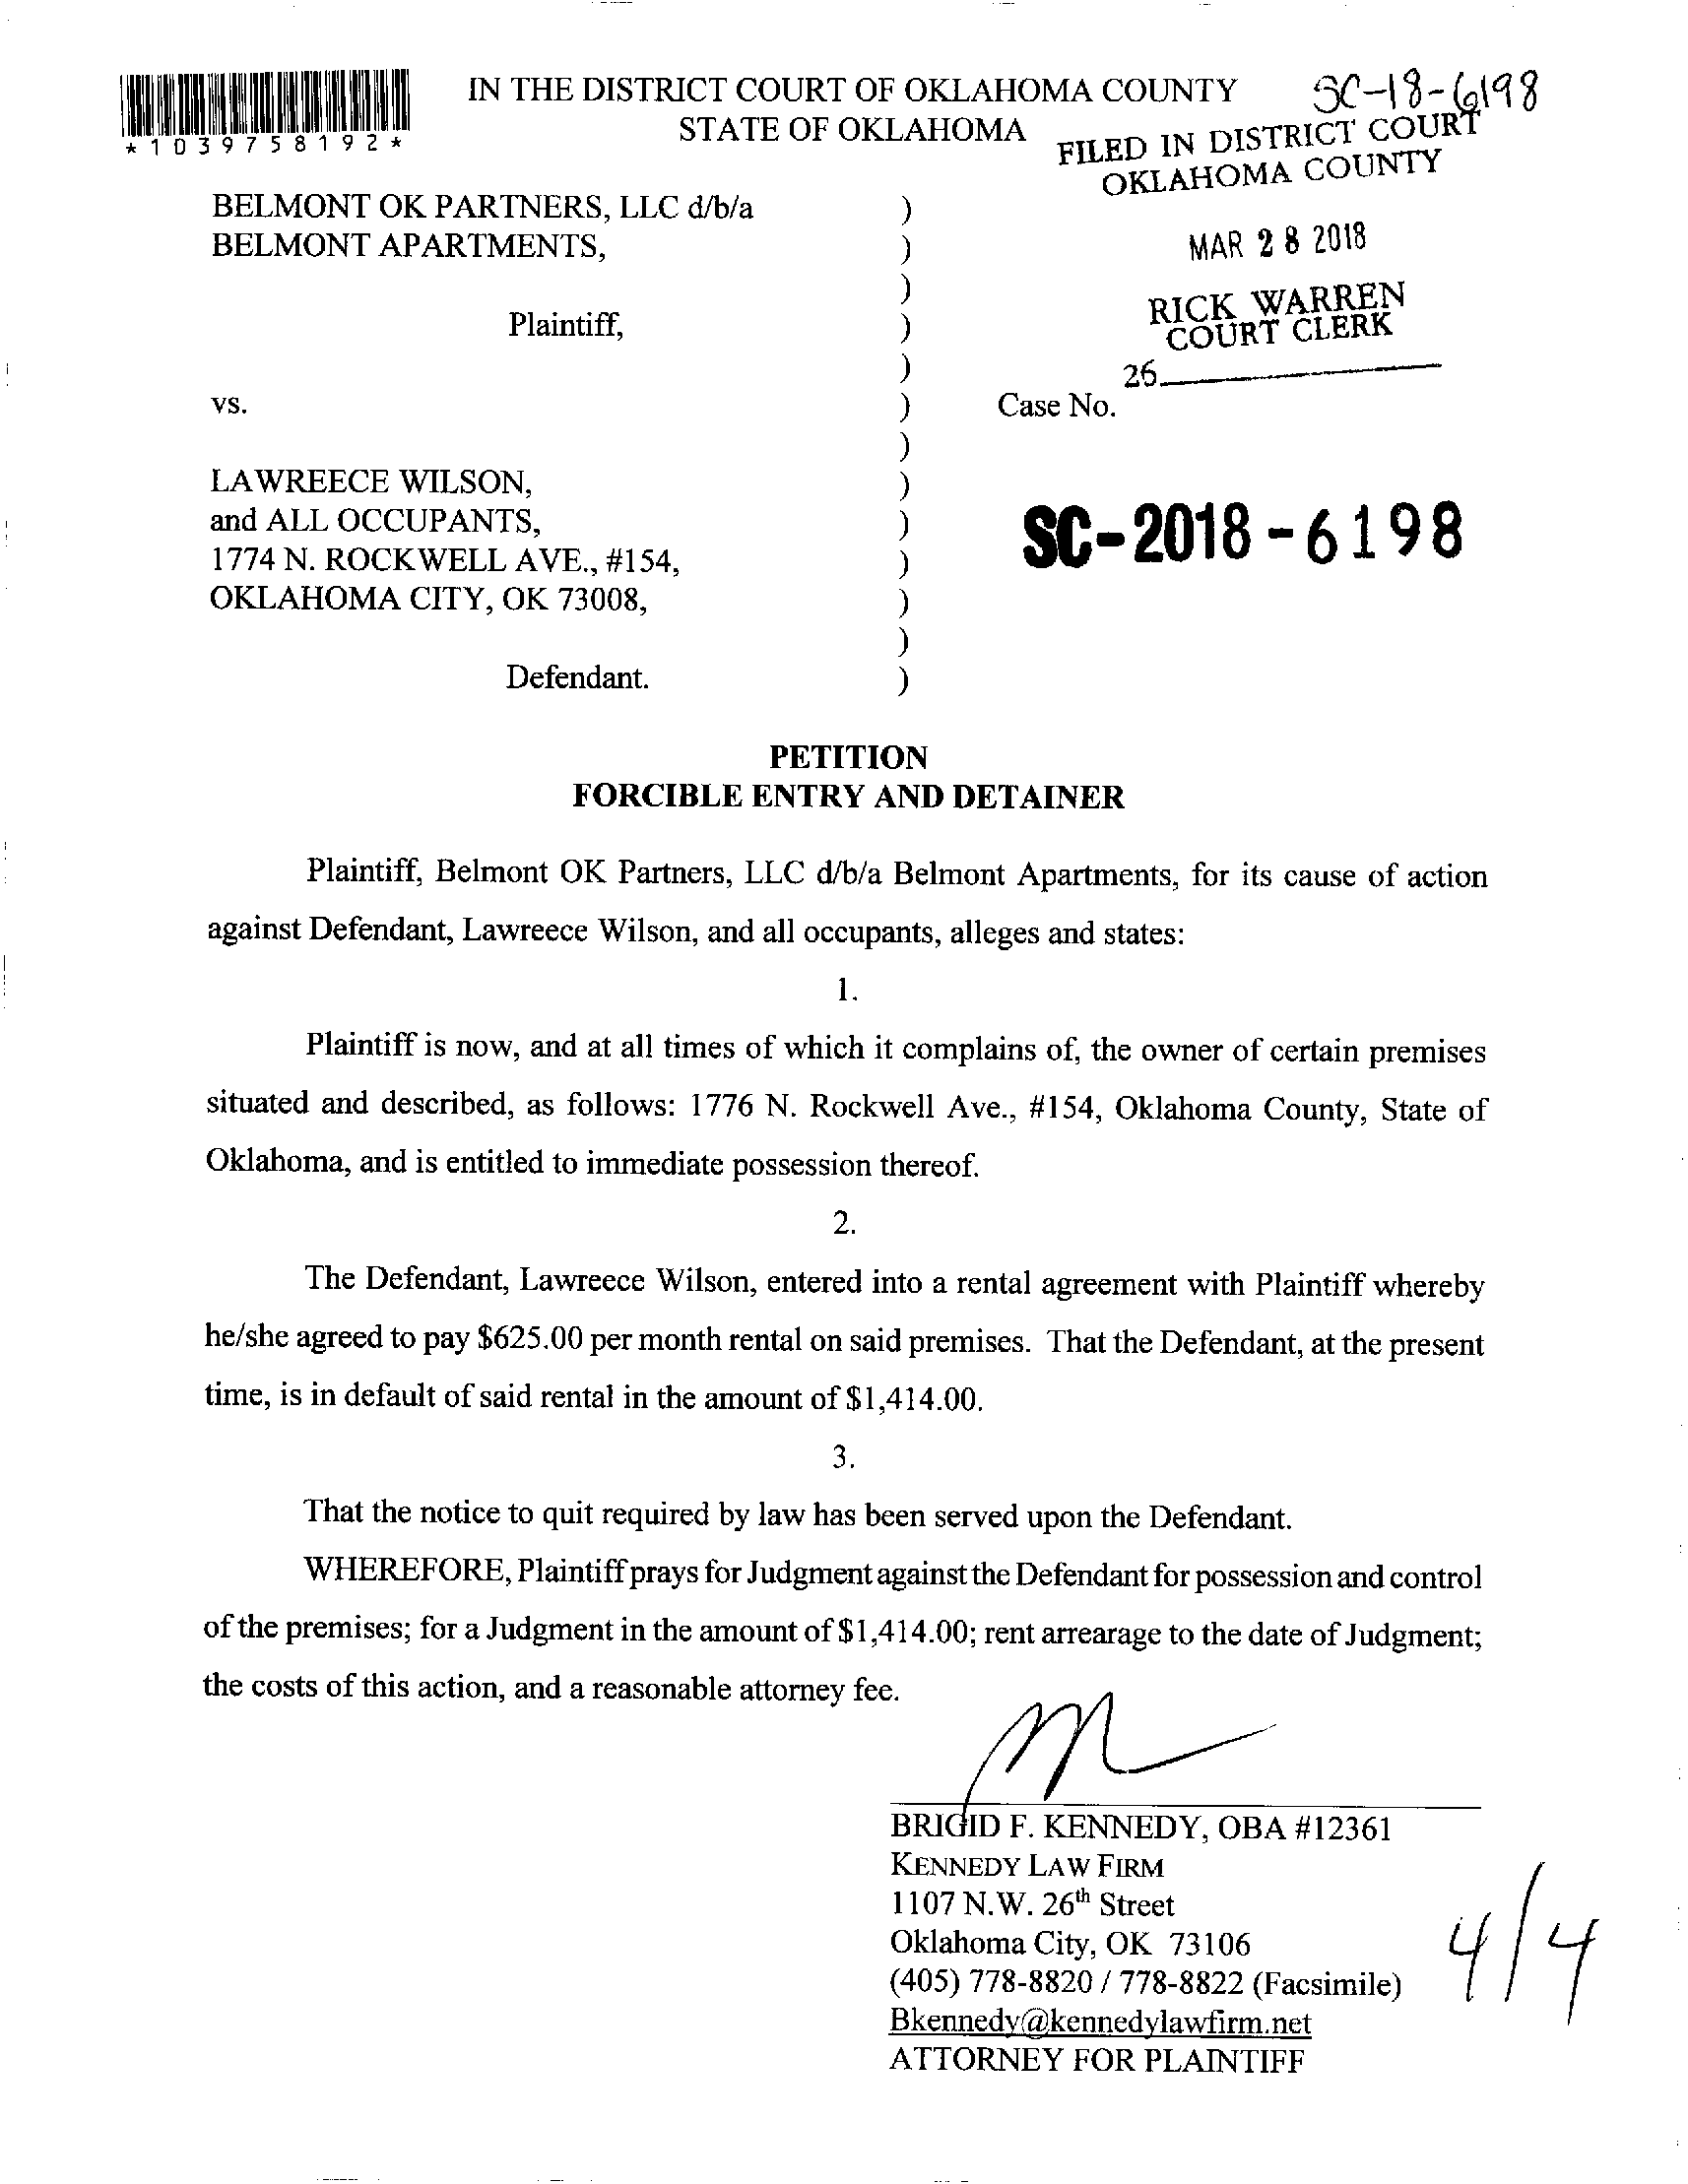 IN THE DISTRICT COURT OF OKLAHOMA COUNTY
STATE OF OKLAHOMA
SC-18-6198
*1039758192*
FILED IN DISTRICT COURT
OKLAHOMA COUNTY
MAR 28 2018
RICK WARREN
COURT CLERK
26
BELMONT OK PARTNERS, LLC d/b/a )
BELMONT APARTMENTS, )
)
Plaintiff, )
)
vs. ) Case No.
)
LAWREECE WILSON, )
and ALL OCCUPANTS, ) SC-2018-6198
1774 N. ROCKWELL AVE., #154, )
OKLAHOMA CITY, OK 73008, )
)
Defendant. )
PETITION
FORCIBLE ENTRY AND DETAINER
Plaintiff, Belmont OK Partners, LLC d/b/a Belmont Apartments, for its cause of action
against Defendant, Lawreece Wilson, and all occupants, alleges and states:
1.
Plaintiff is now, and at all times of which it complains of, the owner of certain premises
situated and described, as follows: 1776 N. Rockwell Ave., #154, Oklahoma County, State of
Oklahoma, and is entitled to immediate possession thereof.
2.
The Defendant, Lawreece Wilson, entered into a rental agreement with Plaintiff whereby
he/she agreed to pay $625.00 per month rental on said premises. That the Defendant, at the present
time, is in default of said rental in the amount of $1,414.00.
3.
That the notice to quit required by law has been served upon the Defendant.
WHEREFORE, Plaintiff prays for Judgment against the Defendant for possession and control
of the premises; for a Judgment in the amount of $1,414.00; rent arrearage to the date of Judgment;
the costs of this action, and a reasonable attorney fee.
BRIGID F. KENNEDY, OBA #12361
KENNEDY LAW FIRM
1107 N.W. 26th Street
Oklahoma City, OK 73106
(405) 778-8820 / 778-8822 (Facsimile)
Bkennedy@kennedylawfirm.net
ATTORNEY FOR PLAINTIFF
4/4